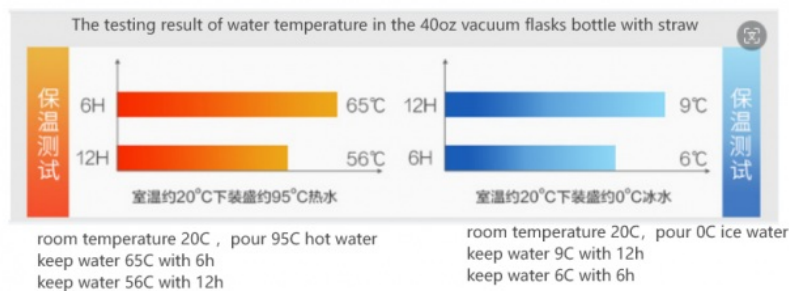 The testing result of water temperature in the 40oz vacuum flasks bottle with straw
保温测试
6H
65℃
12H
56℃
室温约20°C下装盛约95°C热水
12H
9℃
6H
6℃
室温约20°C下装盛约0°C冰水
保温测试
room temperature 20C ，pour 95C hot water
keep water 65C with 6h
keep water 56C with 12h
room temperature 20C，pour 0C ice water
keep water 9C with 12h
keep water 6C with 6h